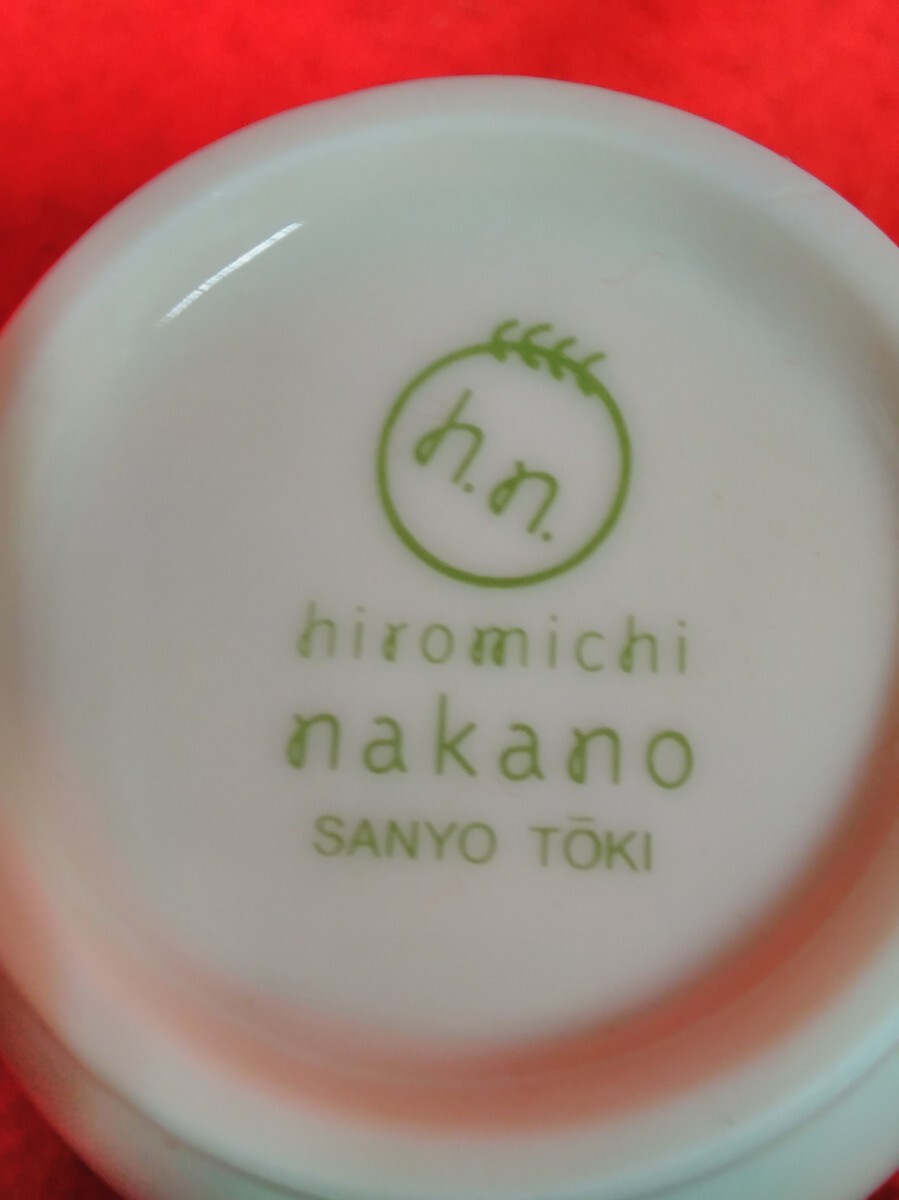 h.n.
hiromichi
nakano
SANYO TŌKI